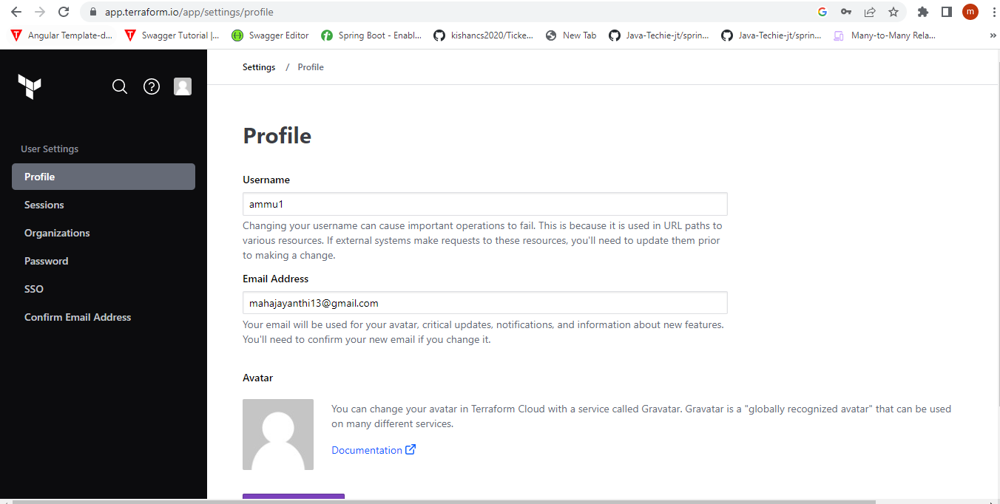 app.terraform.io/app/settings/profile
m
Angular Template-d... Swagger Tutorial |... Swagger Editor Spring Boot - Enabl... kishancs2020/Ticke... New Tab Java-Techie-jt/sprin... Java-Techie-jt/sprin... Many-to-Many Rela... »
Settings / Profile
User Settings
Profile
Sessions
Organizations
Password
SSO
Confirm Email Address
Profile
Username
ammu1
Changing your username can cause important operations to fail. This is because it is used in URL paths to
various resources. If external systems make requests to these resources, you'll need to update them prior
to making a change.
Email Address
mahajayanthi13@gmail.com
Your email will be used for your avatar, critical updates, notifications, and information about new features.
You'll need to confirm your new email if you change it.
Avatar
You can change your avatar in Terraform Cloud with a service called Gravatar. Gravatar is a "globally recognized avatar" that can be used
on many different services.
Documentation